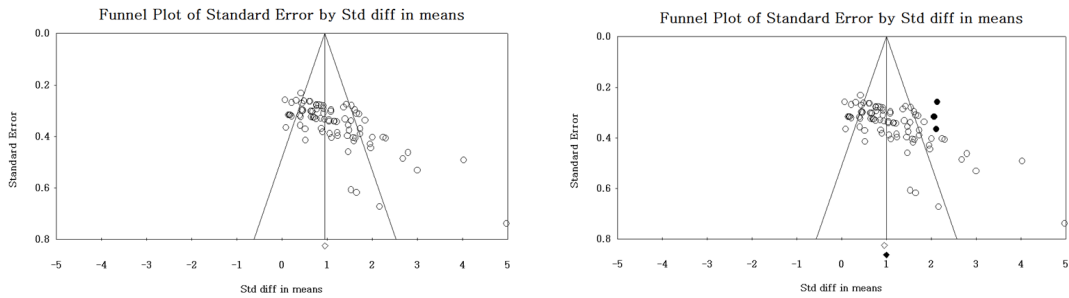 Funnel Plot of Standard Error by Std diff in means
0.0
0.2
0.4
0.6
0.8
Standard Error
-5 -4 -3 -2 -1 0 1 2 3 4 5
Std diff in means
Funnel Plot of Standard Error by Std diff in means
0.0
0.2
0.4
0.6
0.8
Standard Error
-5 -4 -3 -2 -1 0 1 2 3 4 5
Std diff in means